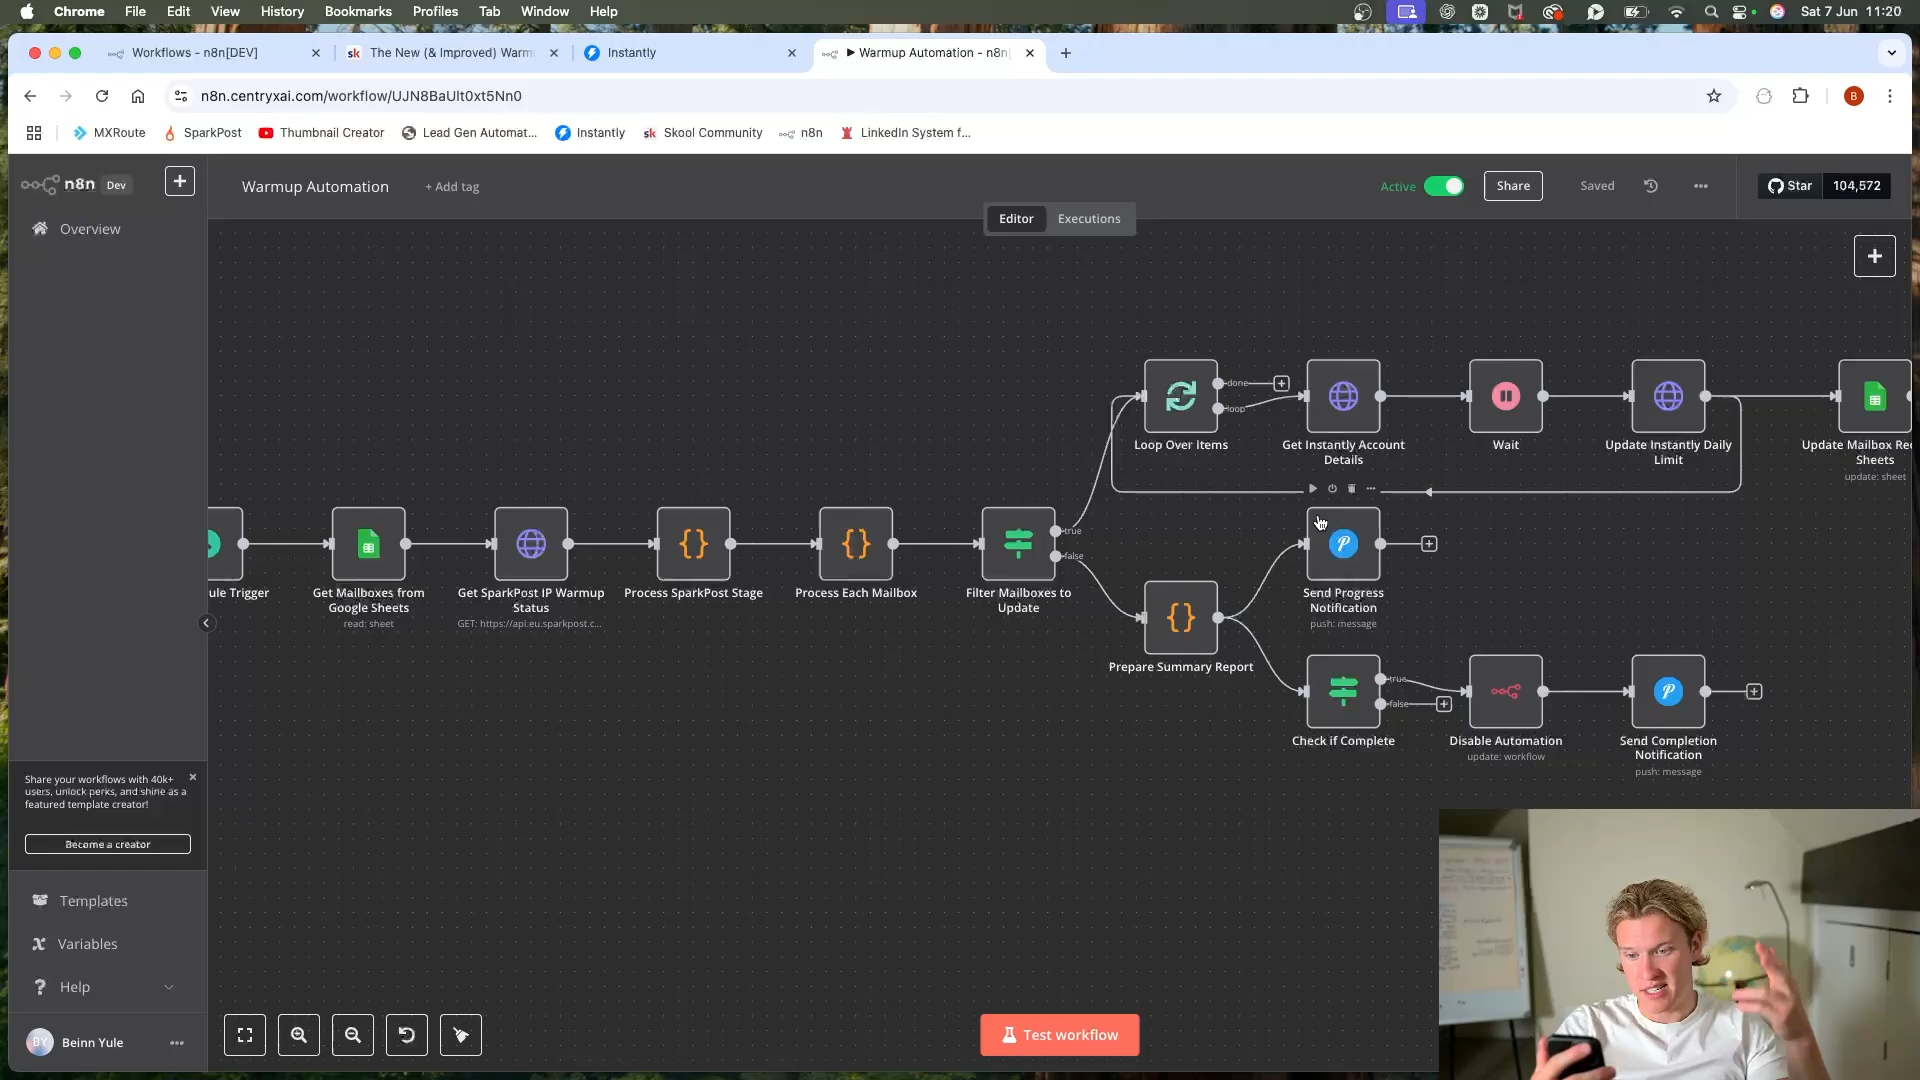 Chrome File Edit View History Bookmarks Profiles Tab Window Help
Sat 7 Jun 11:20
Workflows - n8n[DEV]
sk The New (& Improved) Warm
Instantly
Warmup Automation - n8n[
n8n.centryxai.com/workflow/UJN8BaUlt0xt5Nn0
B
MXRoute SparkPost Thumbnail Creator Lead Gen Automat... Instantly sk Skool Community n8n LinkedIn System f...
n8n Dev
Warmup Automation
+ Add tag
Active
Share
Saved
Star 104,572
Editor Executions
Overview
done
loop
Loop Over Items
Get Instantly Account
Details
Wait
Update Instantly Daily
Limit
Update Mailbox Rec
Sheets
update: sheet
ule Trigger
Get Mailboxes from
Google Sheets
read: sheet
Get SparkPost IP Warmup
Status
GET: https://api.eu.sparkpost.c...
Process SparkPost Stage
Process Each Mailbox
true
false
Filter Mailboxes to
Update
Send Progress
Notification
push: message
Prepare Summary Report
true
false
Check if Complete
Disable Automation
update: workflow
Send Completion
Notification
push: message
Share your workflows with 40k+
users, unlock perks, and shine as a
featured template creator!
Become a creator
Templates
Variables
Help
BY Beinn Yule
Test workflow